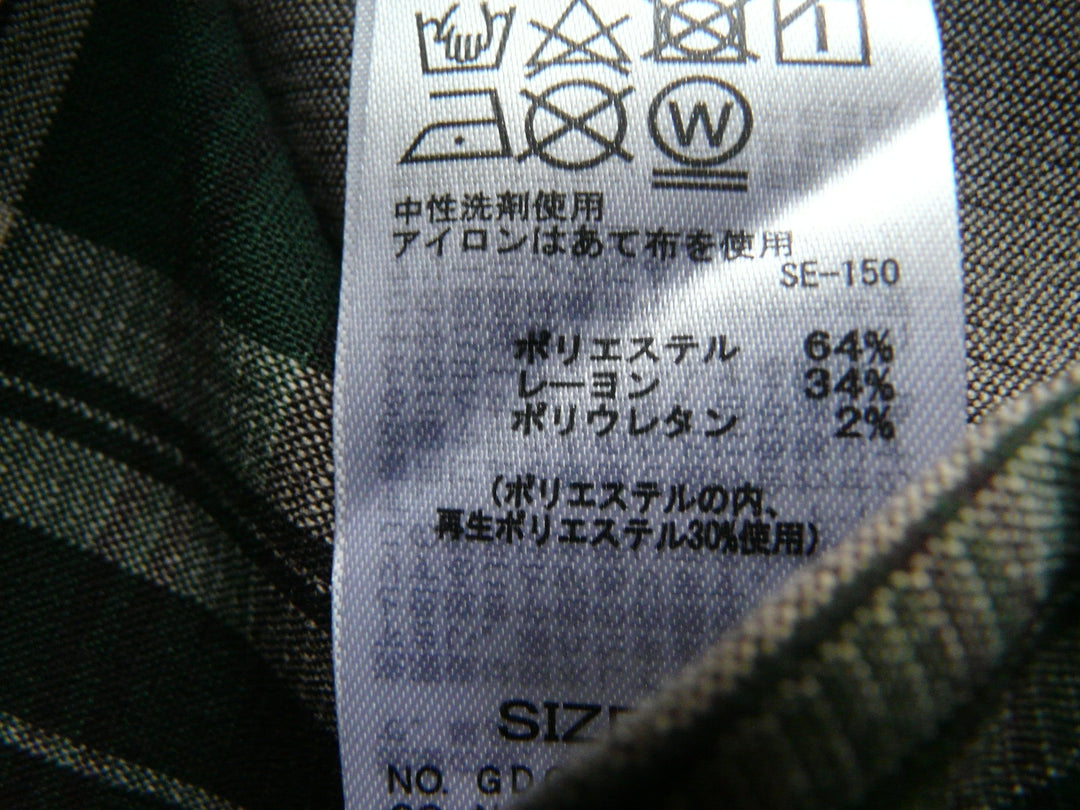 W
中性洗剤使用
アイロンはあて布を使用
SE-150
ポリエステル 64%
レーヨン 34%
ポリウレタン 2%
(ポリエステルの内、
再生ポリエステル30%使用)
SIZE
NO. GD